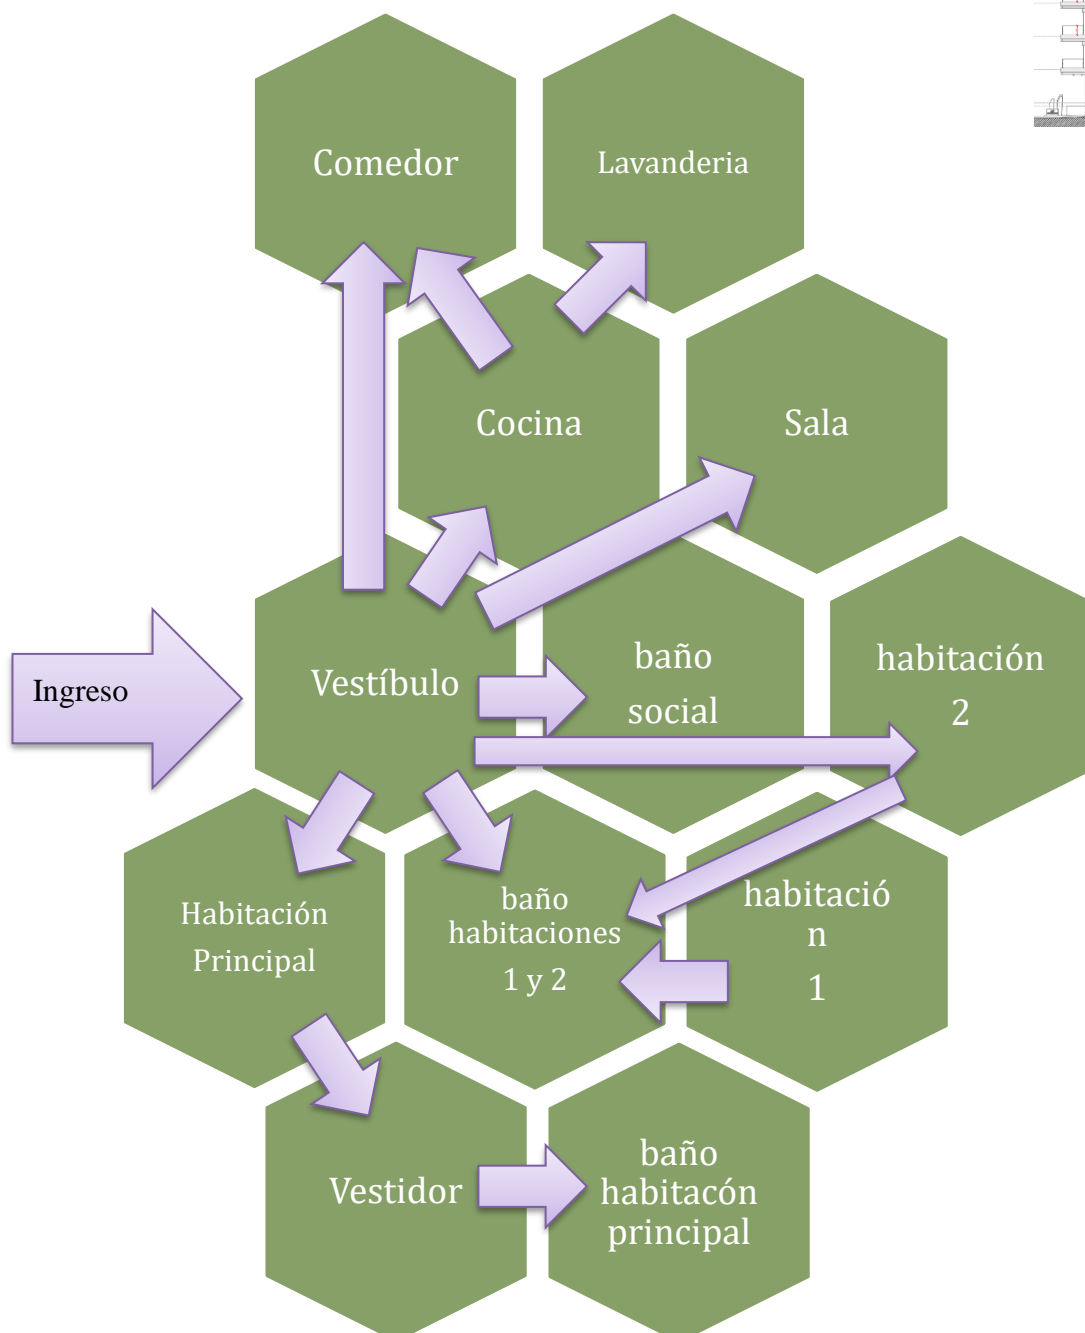 Comedor
Lavanderia
Cocina
Sala
Ingreso
Vestíbulo
baño
social
habitación
2
Habitación
Principal
baño
habitaciones
1 y 2
habitació
n
1
Vestidor
baño
habitacón
principal